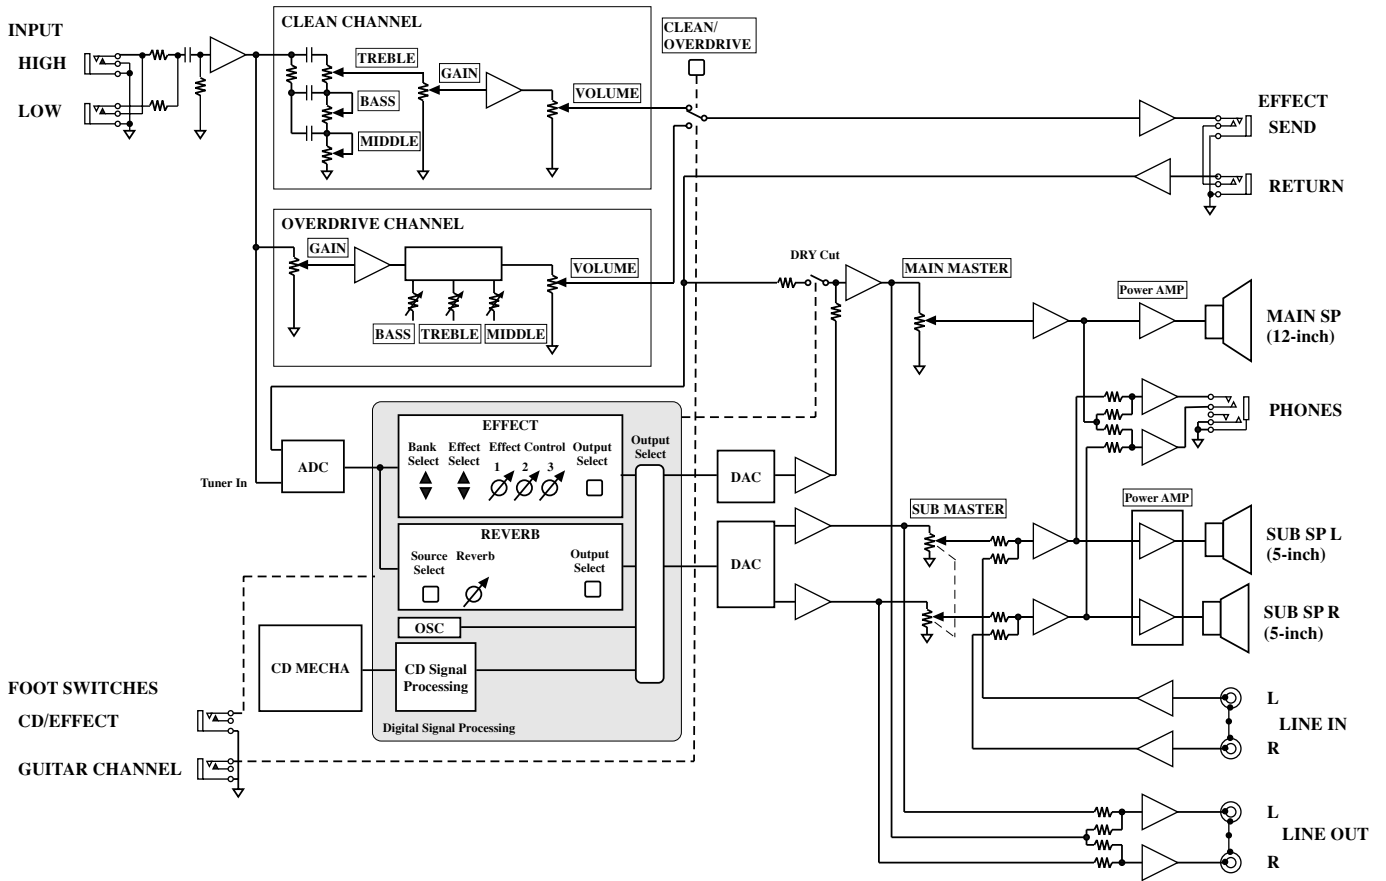 INPUT
HIGH
LOW
CLEAN CHANNEL
TREBLE
BASS
MIDDLE
GAIN
VOLUME
CLEAN/
OVERDRIVE
EFFECT
SEND
RETURN
OVERDRIVE CHANNEL
GAIN
BASS
TREBLE
MIDDLE
VOLUME
DRY Cut
MAIN MASTER
Power AMP
MAIN SP
(12-inch)
PHONES
Tuner In
ADC
EFFECT
Bank
Select
Effect
Select
Effect Control
1
2
3
Output
Select
Output
Select
REVERB
Source
Select
Reverb
Output
Select
OSC
CD MECHA
CD Signal
Processing
Digital Signal Processing
DAC
DAC
SUB MASTER
Power AMP
SUB SP L
(5-inch)
SUB SP R
(5-inch)
FOOT SWITCHES
CD/EFFECT
GUITAR CHANNEL
L
LINE IN
R
L
LINE OUT
R